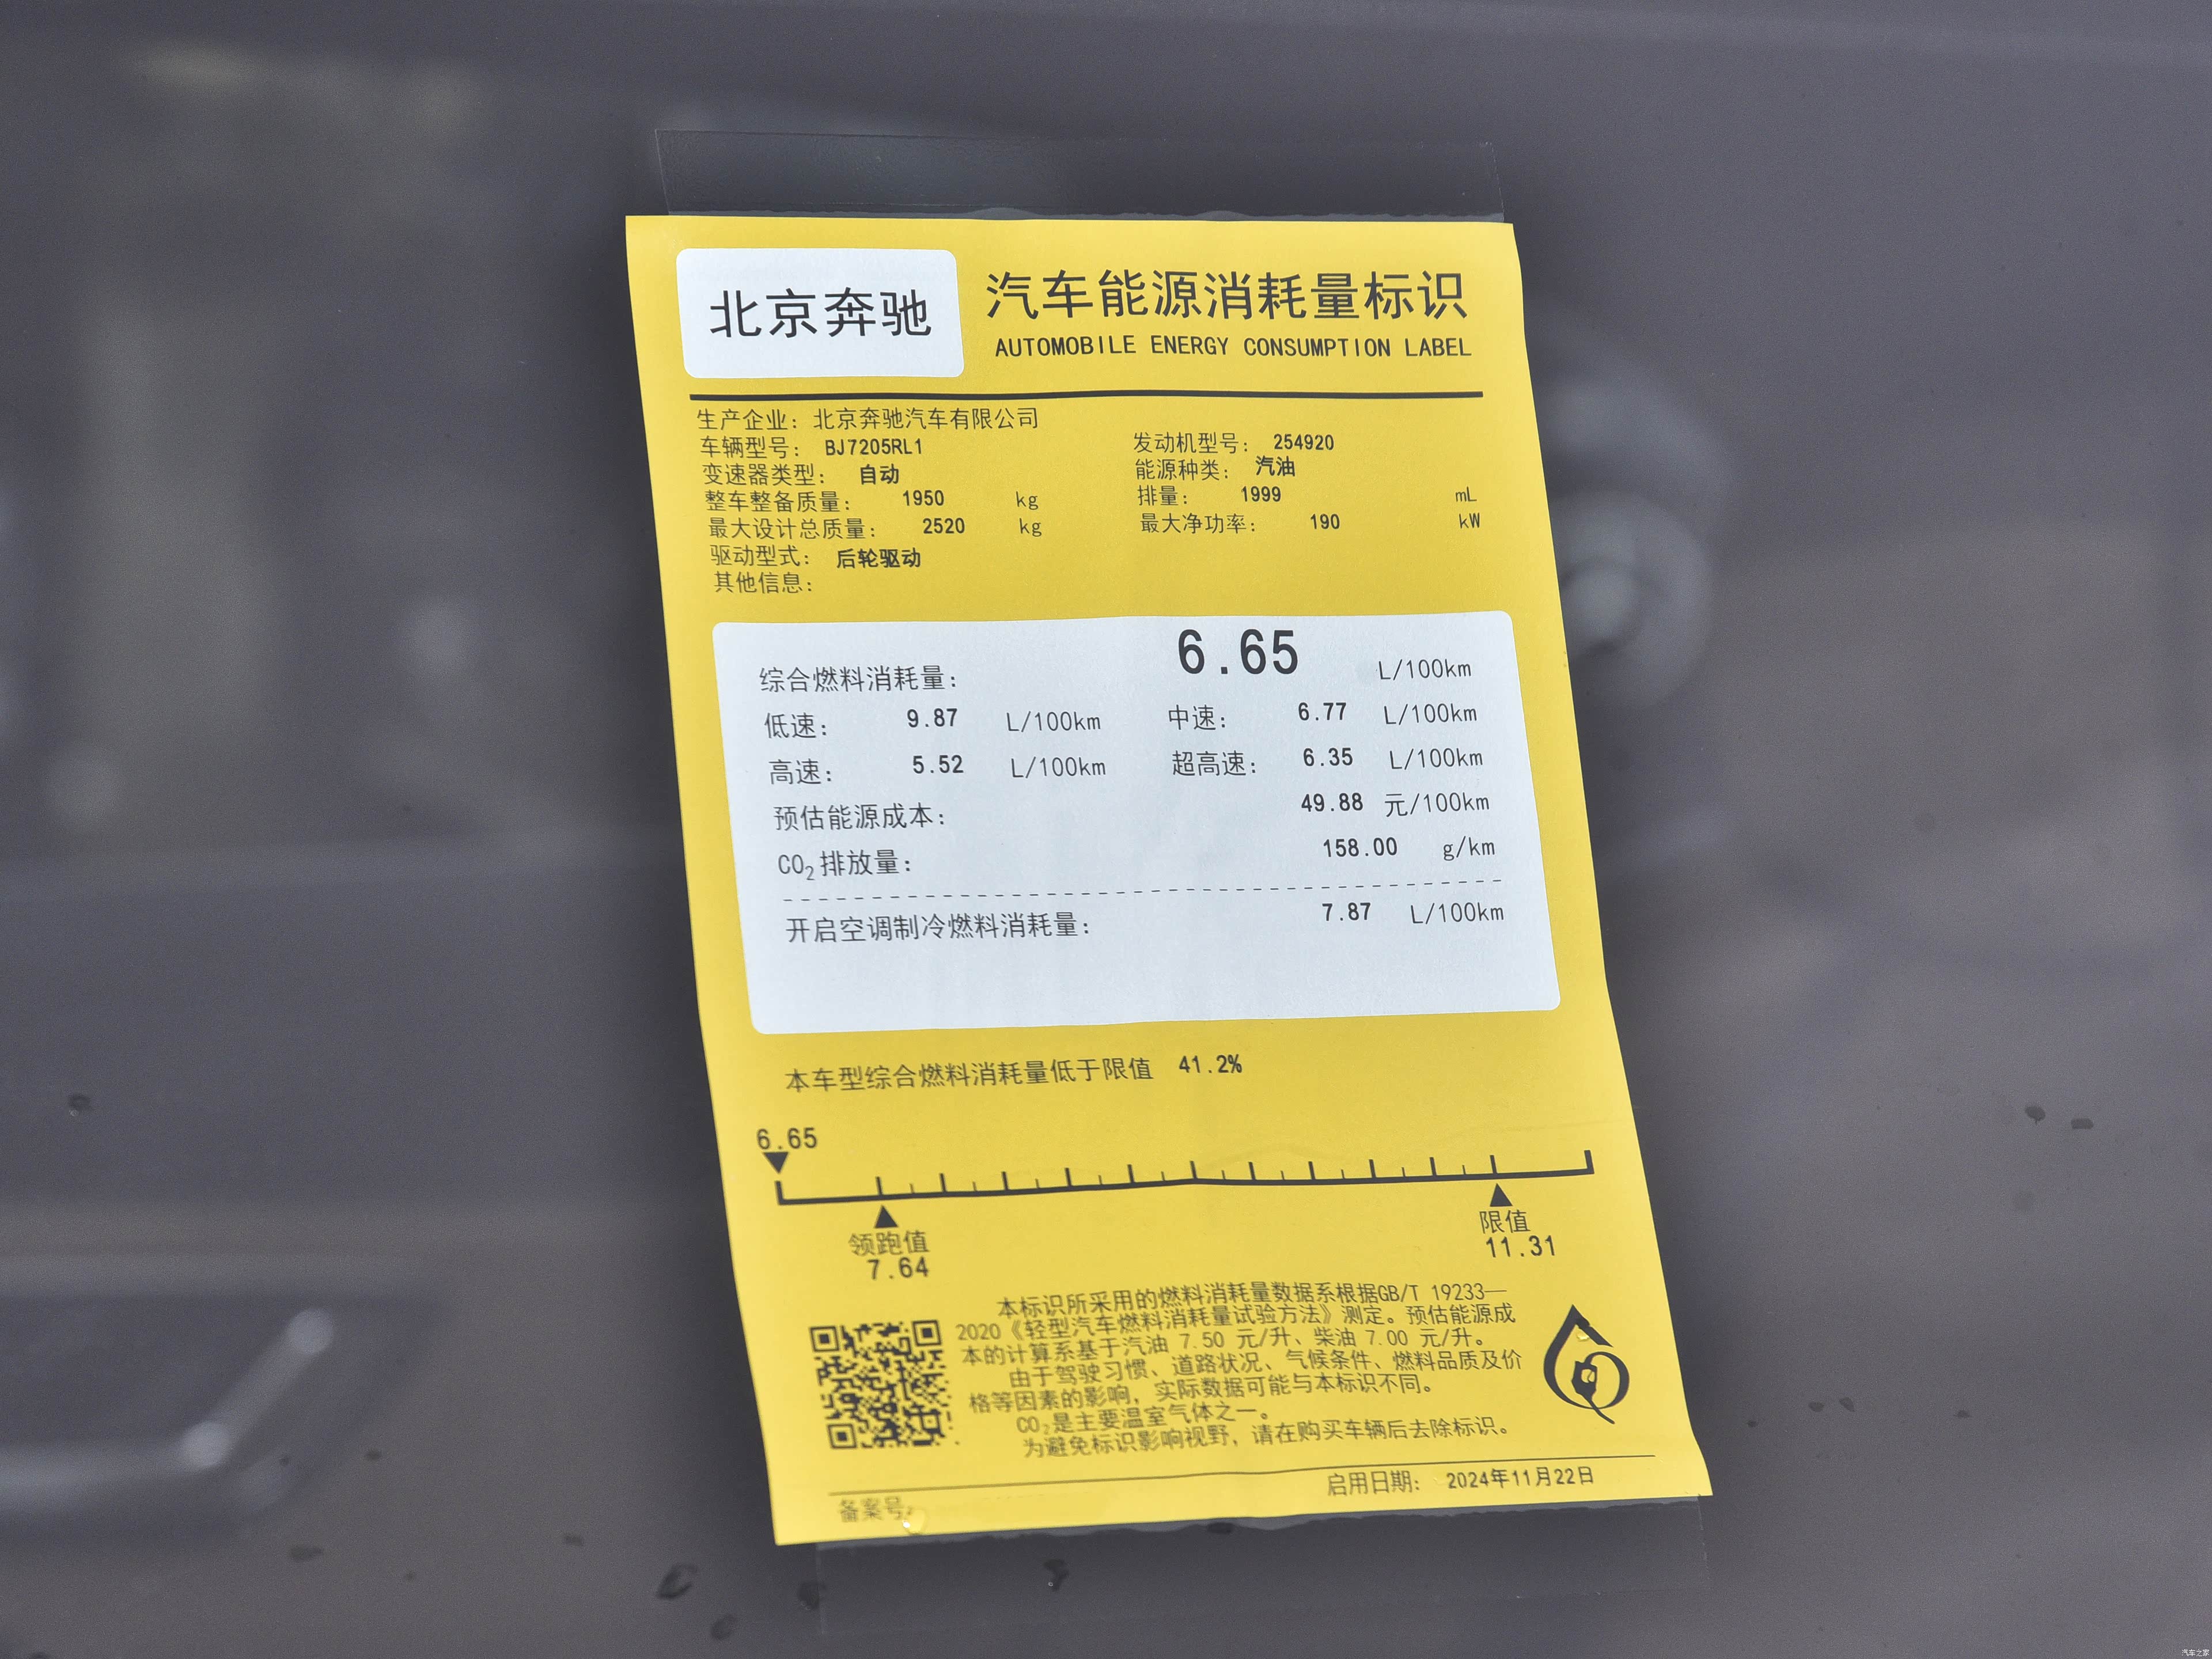 北京奔驰
汽车能源消耗量标识
AUTOMOBILE ENERGY CONSUMPTION LABEL
生产企业：北京奔驰汽车有限公司
车辆型号： BJ7205RL1 发动机型号： 254920
变速器类型： 自动 能源种类： 汽油
整车整备质量： 1950 kg 排量： 1999 mL
最大设计总质量： 2520 kg 最大净功率： 190 kW
驱动型式： 后轮驱动
其他信息：
综合燃料消耗量： 6.65 L/100km
低速： 9.87 L/100km 中速： 6.77 L/100km
高速： 5.52 L/100km 超高速： 6.35 L/100km
预估能源成本： 49.88 元/100km
CO₂排放量： 158.00 g/km
开启空调制冷燃料消耗量： 7.87 L/100km
本车型综合燃料消耗量低于限值 41.2%
6.65
领跑值 限值
7.64 11.31
本标识所采用的燃料消耗量数据系根据GB/T 19233—
2020《轻型汽车燃料消耗量试验方法》测定。预估能源成
本的计算系基于汽油 7.50 元/升、柴油 7.00 元/升。
由于驾驶习惯、道路状况、气候条件、燃料品质及价
格等因素的影响，实际数据可能与本标识不同。
CO₂是主要温室气体之一。
为避免标识影响视野，请在购买车辆后去除标识。
启用日期： 2024年11月22日
备案号：
汽车之家